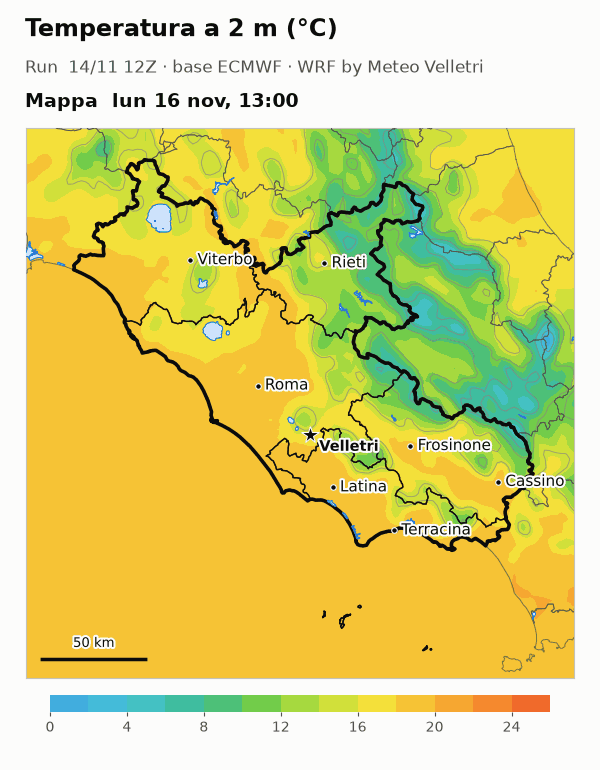 Temperatura a 2 m (°C)
Run  14/11 12Z · base ECMWF · WRF by Meteo Velletri
Mappa  lun 16 nov, 13:00
Viterbo
Rieti
Roma
Velletri
Frosinone
Cassino
Latina
Terracina
50 km
0 4 8 12 16 20 24